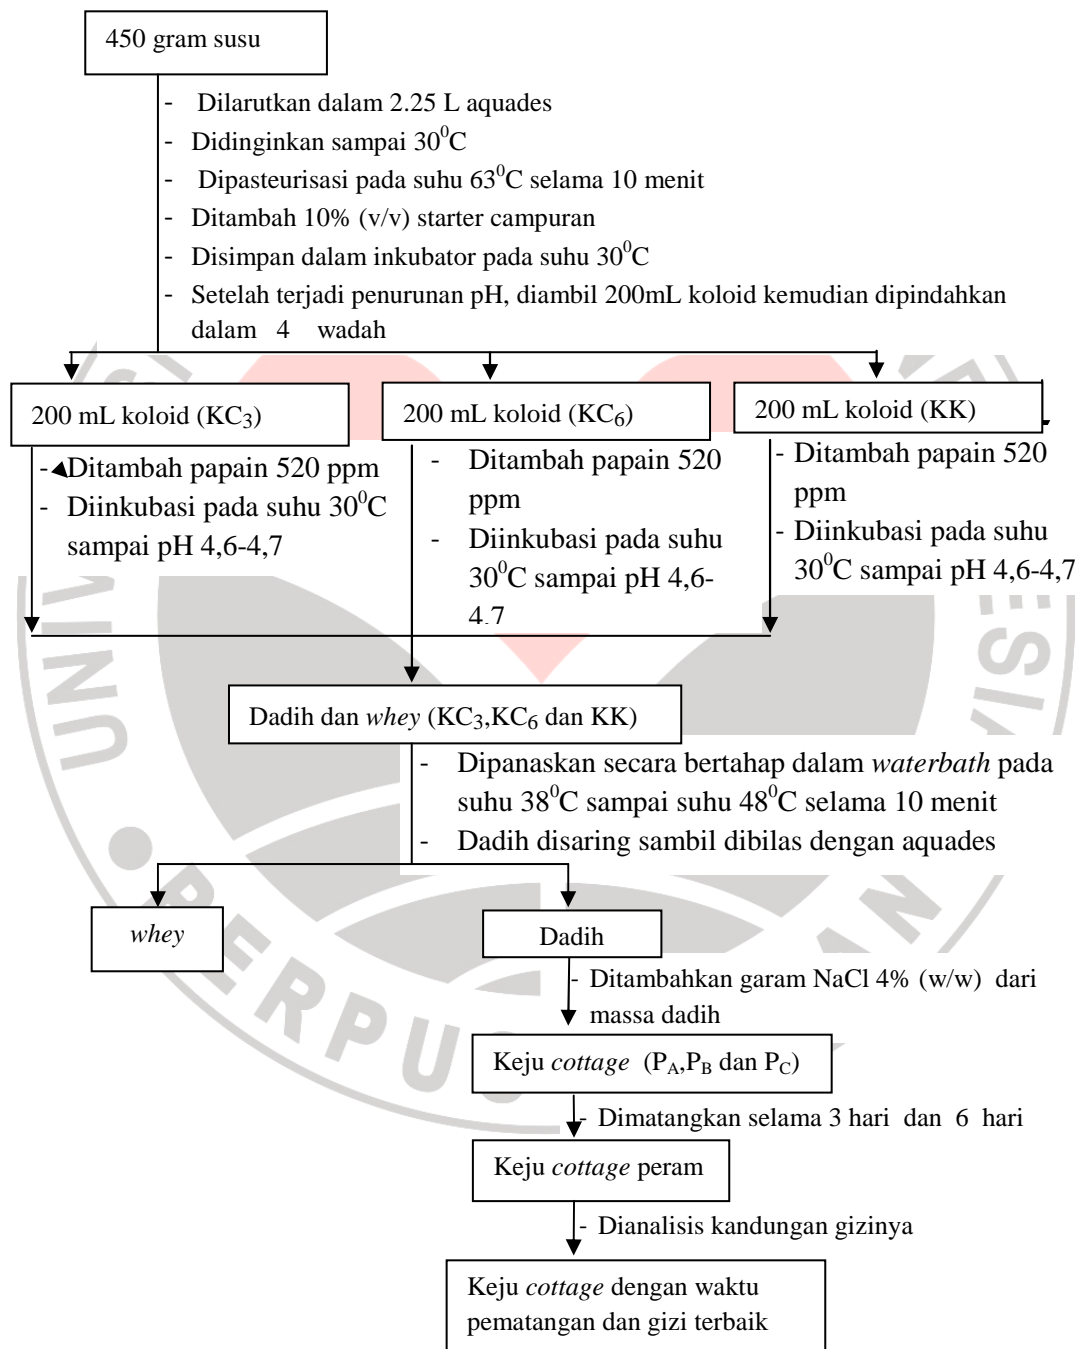 450 gram susu
- Dilarutkan dalam 2.25 L aquades
- Didinginkan sampai 30⁰C
- Dipasteurisasi pada suhu 63⁰C selama 10 menit
- Ditambah 10% (v/v) starter campuran
- Disimpan dalam inkubator pada suhu 30⁰C
- Setelah terjadi penurunan pH, diambil 200mL koloid kemudian dipindahkan
dalam 4 wadah
200 mL koloid (KC₃)
- Ditambah papain 520 ppm
- Diinkubasi pada suhu 30⁰C
sampai pH 4,6-4,7
200 mL koloid (KC₆)
- Ditambah papain 520
ppm
- Diinkubasi pada suhu
30⁰C sampai pH 4,6-
4.7
200 mL koloid (KK)
- Ditambah papain 520
ppm
- Diinkubasi pada suhu
30⁰C sampai pH 4,6-4,7
Dadih dan whey (KC₃,KC₆ dan KK)
- Dipanaskan secara bertahap dalam waterbath pada
suhu 38⁰C sampai suhu 48⁰C selama 10 menit
- Dadih disaring sambil dibilas dengan aquades
whey
Dadih
- Ditambahkan garam NaCl 4% (w/w) dari
massa dadih
Keju cottage (P_A,P_B dan P_C)
- Dimatangkan selama 3 hari dan 6 hari
Keju cottage peram
- Dianalisis kandungan gizinya
Keju cottage dengan waktu
pematangan dan gizi terbaik